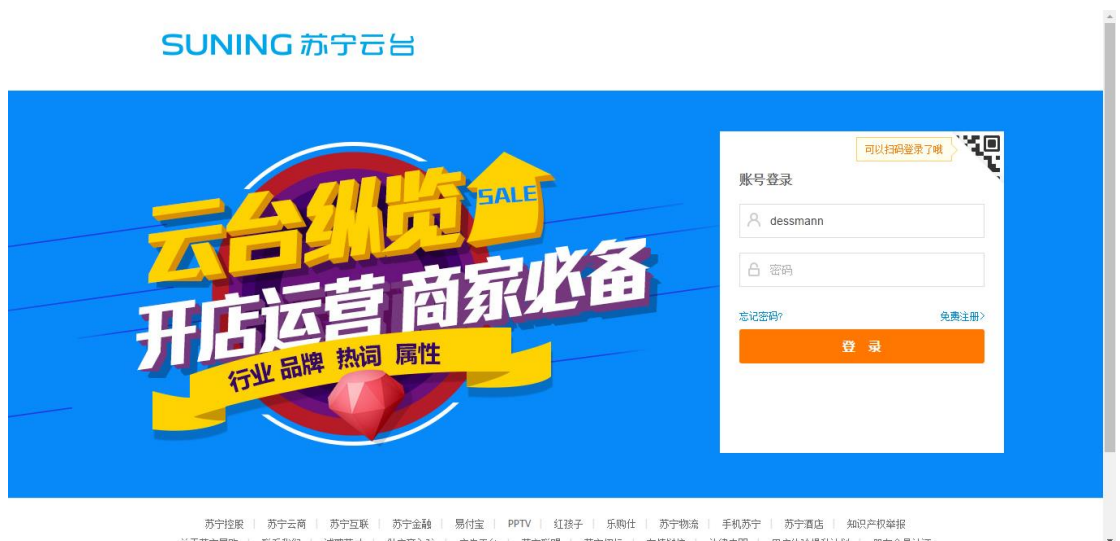 SUNING 苏宁云台
可以扫码登录了哦
账号登录
dessmann
密码
忘记密码? 免费注册>
登 录
云台纵览 SALE
开店运营 商家必备
行业 品牌 热词 属性
苏宁控股 | 苏宁云商 | 苏宁互联 | 苏宁金融 | 易付宝 | PPTV | 红孩子 | 乐购仕 | 苏宁物流 | 手机苏宁 | 苏宁酒店 | 知识产权举报